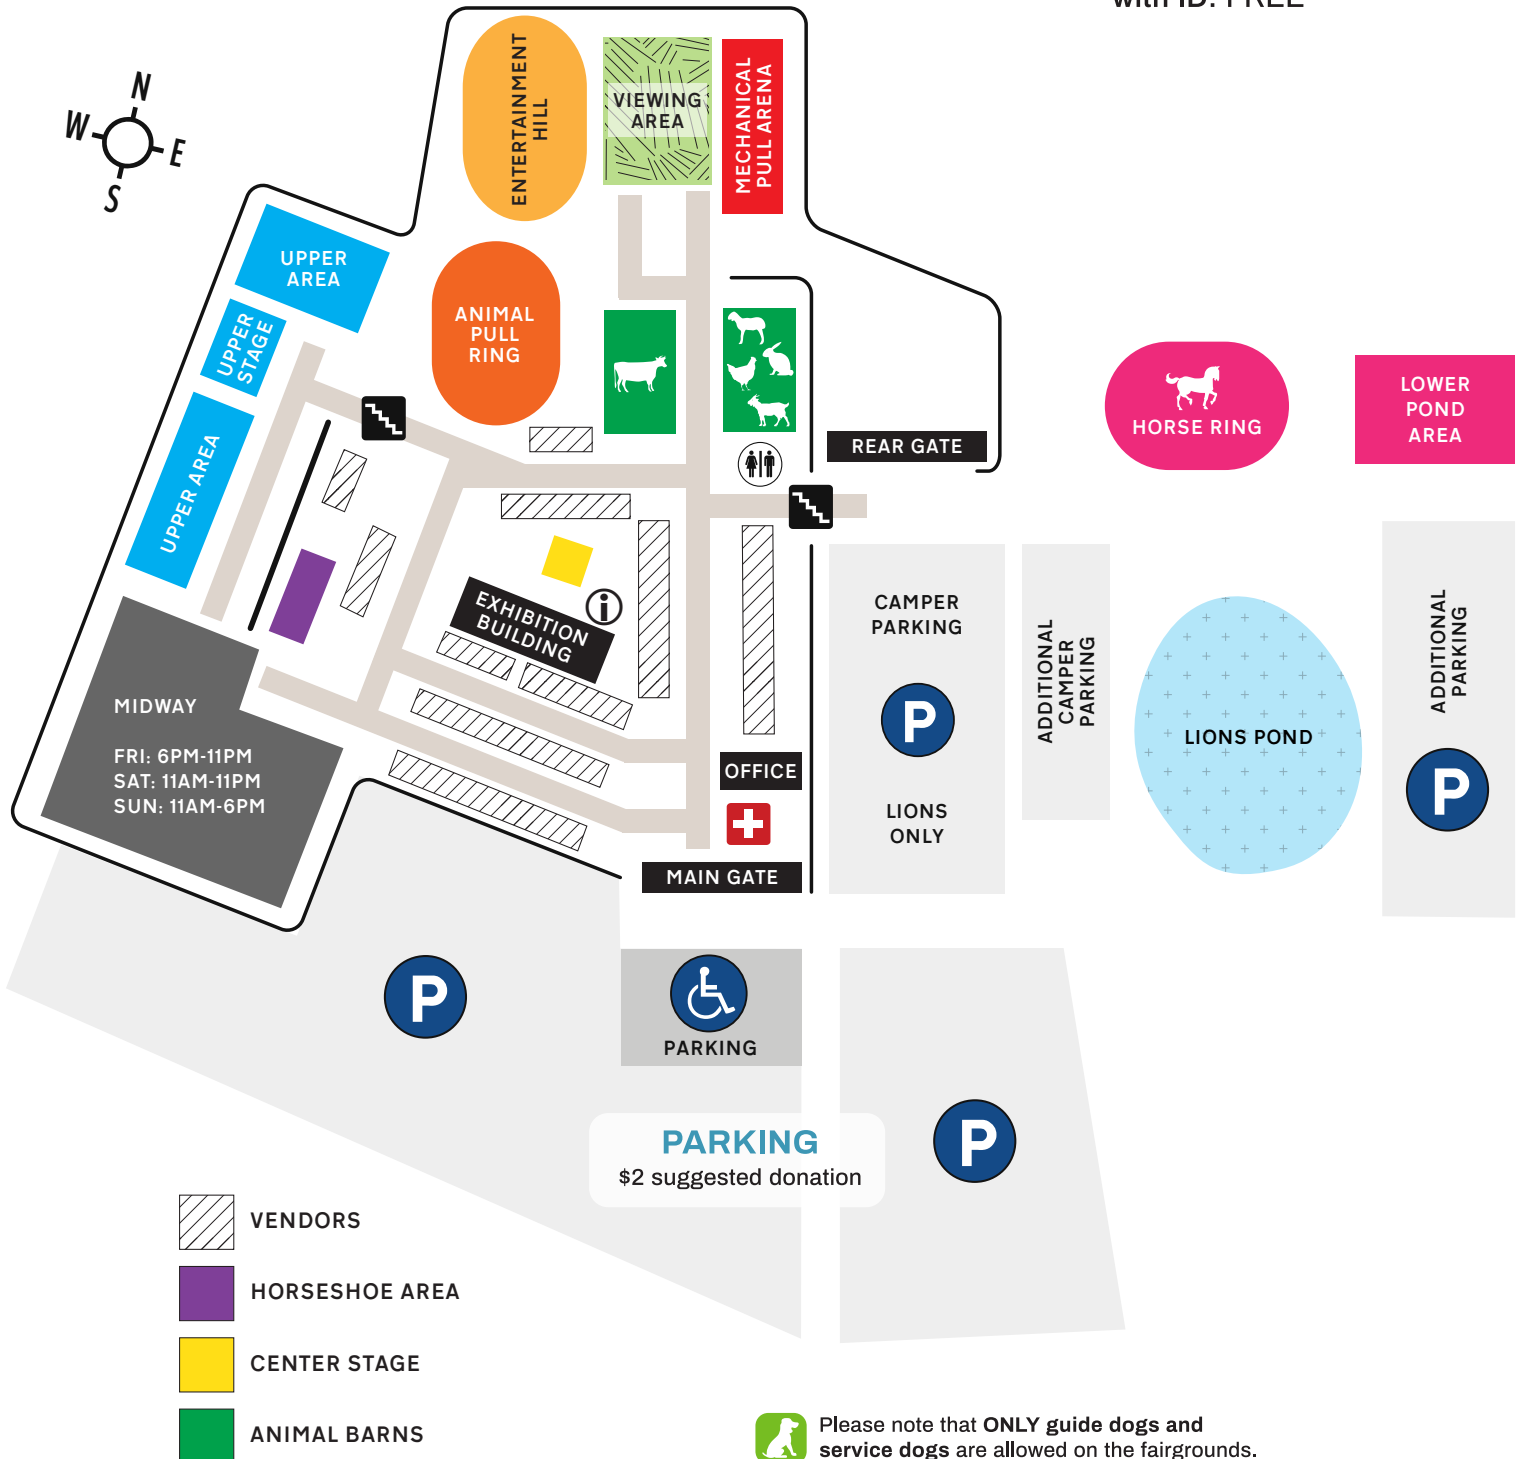 with ID: FREE
N
W
E
S
ENTERTAINMENT
HILL
VIEWING
AREA
MECHANICAL
PULL ARENA
UPPER
AREA
UPPER
STAGE
UPPER AREA
ANIMAL
PULL
RING
REAR GATE
HORSE RING
LOWER
POND
AREA
EXHIBITION
BUILDING
i
CAMPER
PARKING
P
LIONS
ONLY
ADDITIONAL
CAMPER
PARKING
LIONS POND
ADDITIONAL
PARKING
P
MIDWAY
FRI: 6PM-11PM
SAT: 11AM-11PM
SUN: 11AM-6PM
OFFICE
MAIN GATE
P
PARKING
PARKING
$2 suggested donation
P
VENDORS
HORSESHOE AREA
CENTER STAGE
ANIMAL BARNS
Please note that ONLY guide dogs and
service dogs are allowed on the fairgrounds.